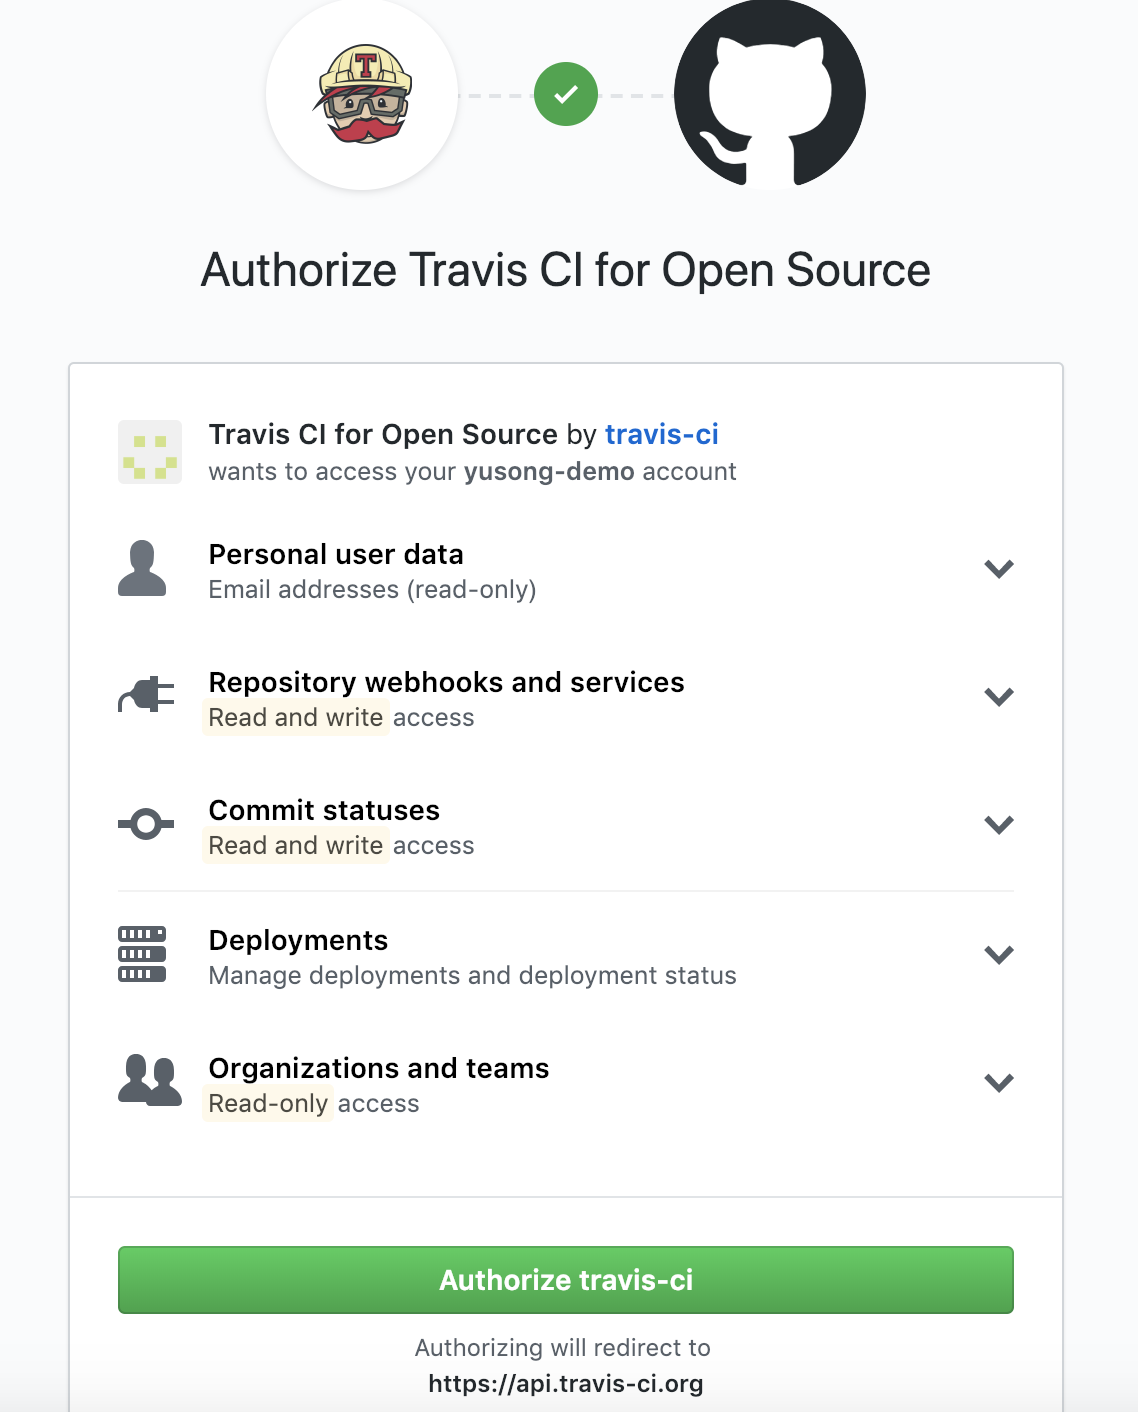 T
Authorize Travis CI for Open Source
Travis CI for Open Source by travis-ci
wants to access your yusong-demo account
Personal user data
Email addresses (read-only)
Repository webhooks and services
Read and write access
Commit statuses
Read and write access
Deployments
Manage deployments and deployment status
Organizations and teams
Read-only access
Authorize travis-ci
Authorizing will redirect to
https://api.travis-ci.org